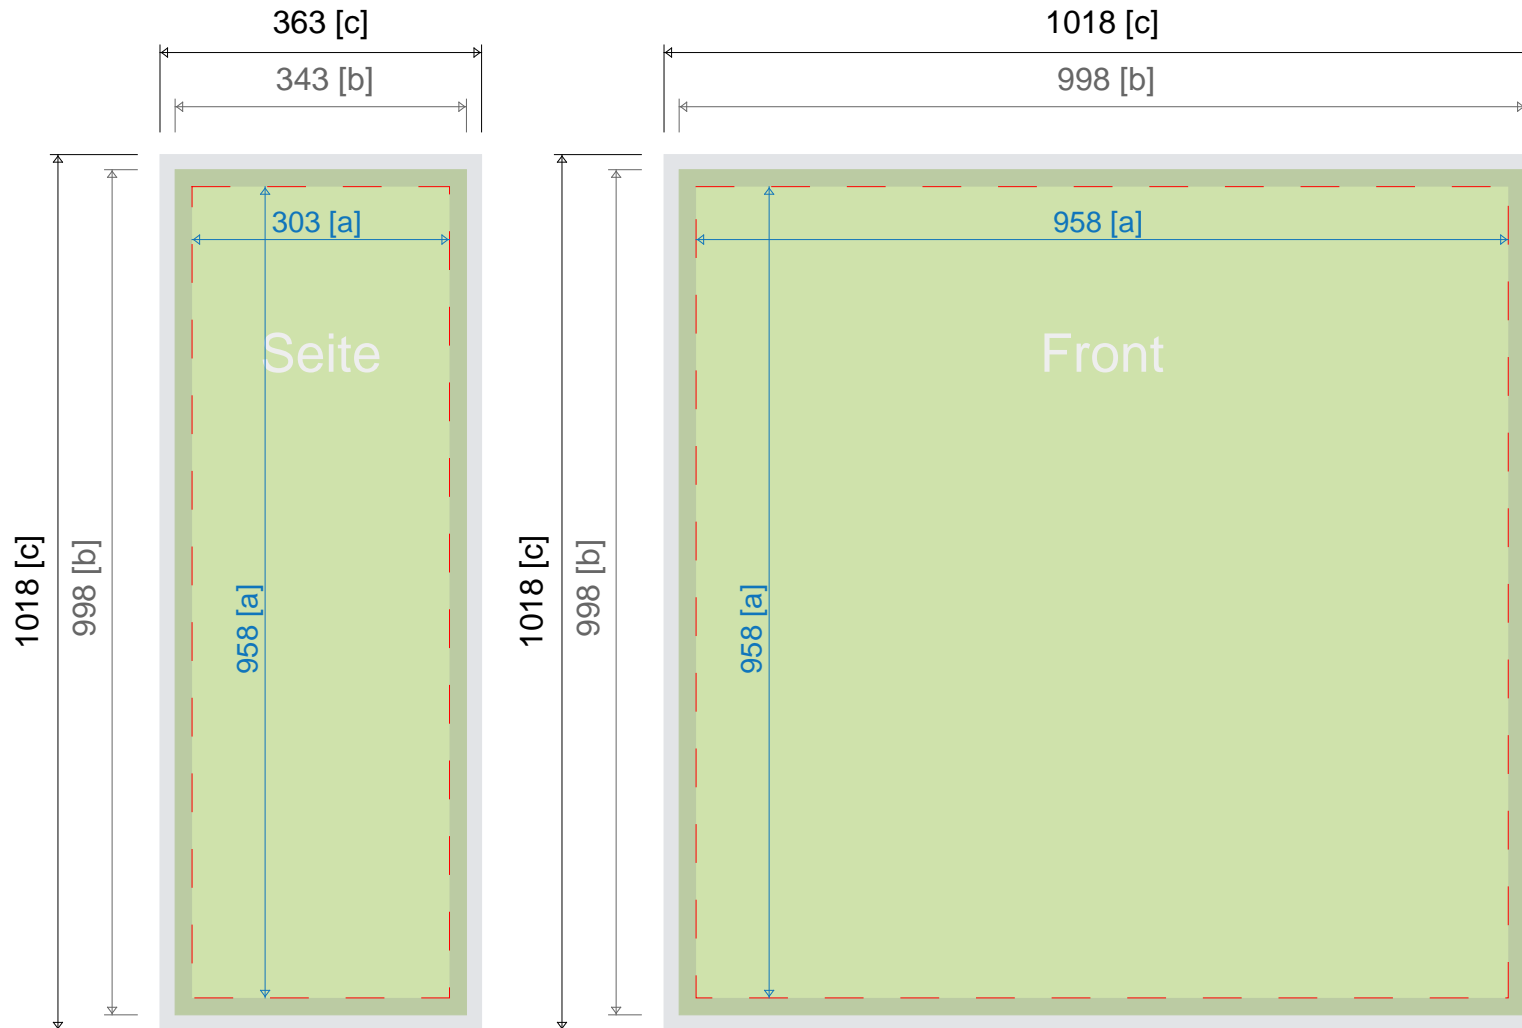 363 [c]
343 [b]
1018 [c]
998 [b]
303 [a]
958 [a]
Seite
Front
1018 [c]
998 [b]
958 [a]
1018 [c]
998 [b]
958 [a]